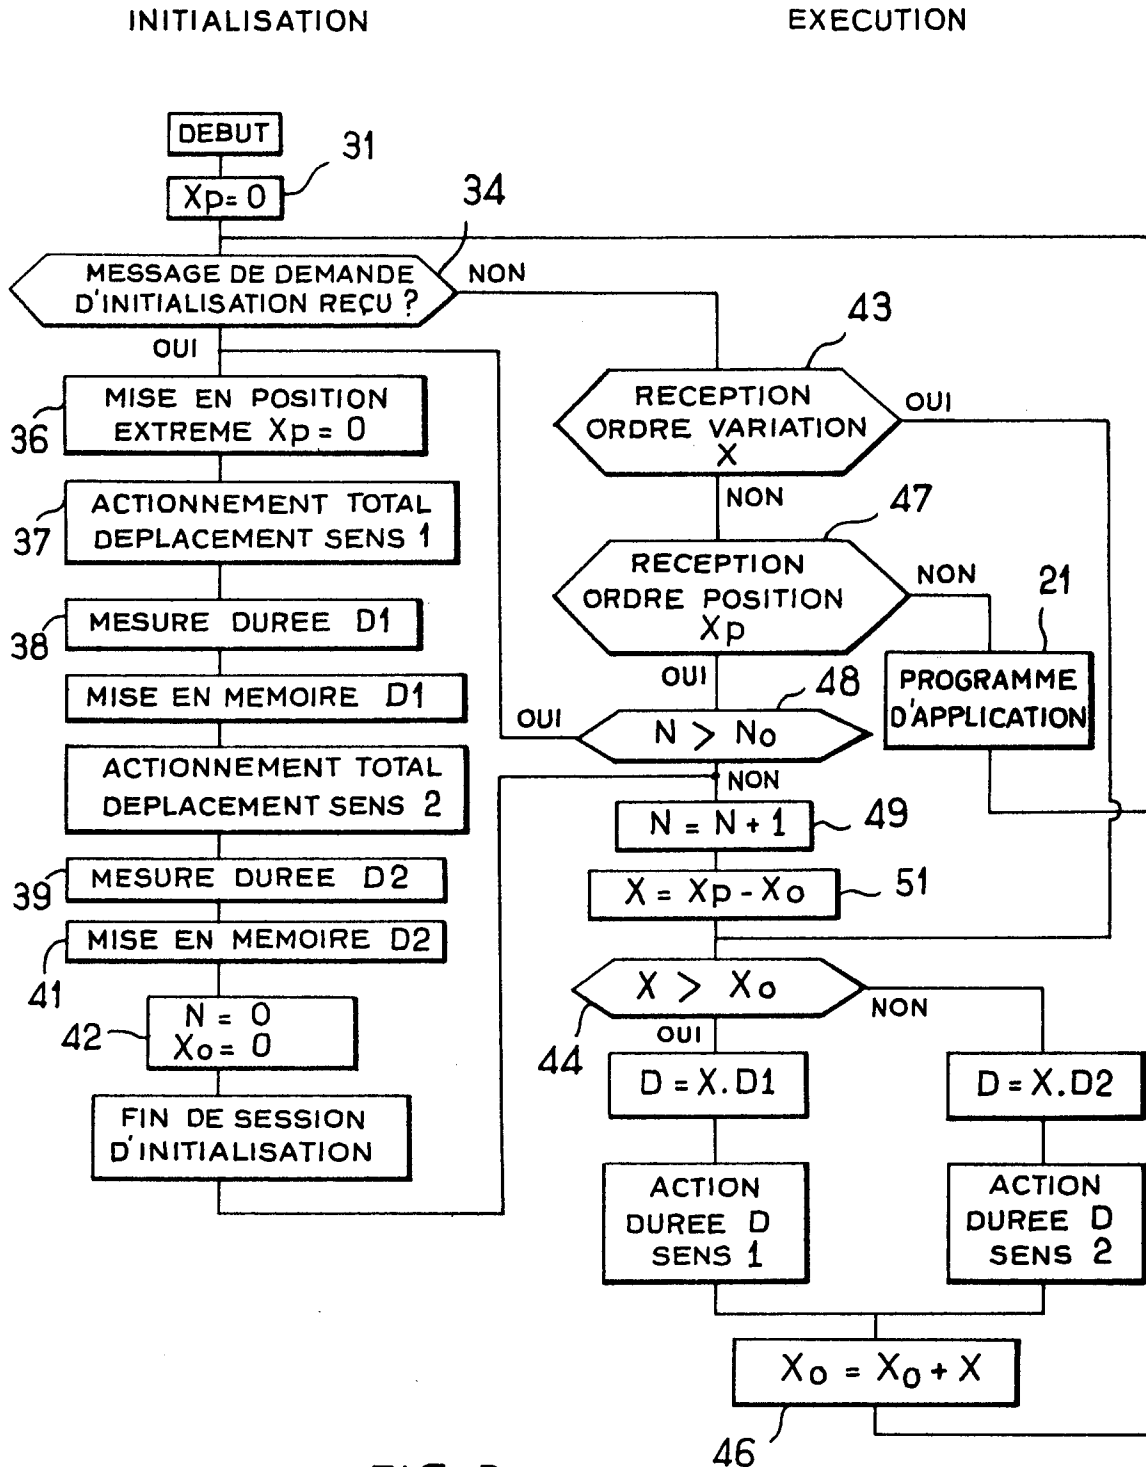 INITIALISATION
EXECUTION
DEBUT
31
Xp = 0
34
MESSAGE DE DEMANDE
D'INITIALISATION REÇU ?
NON
OUI
43
RECEPTION
ORDRE VARIATION
X
OUI
NON
36
MISE EN POSITION
EXTREME Xp = 0
37
ACTIONNEMENT TOTAL
DEPLACEMENT SENS 1
47
RECEPTION
ORDRE POSITION
Xp
NON
OUI
21
PROGRAMME
D'APPLICATION
38
MESURE DUREE D1
MISE EN MEMOIRE D1
48
OUI
N > No
NON
ACTIONNEMENT TOTAL
DEPLACEMENT SENS 2
N = N + 1
49
39
MESURE DUREE D2
X = Xp - Xo
51
41
MISE EN MEMOIRE D2
X > Xo
NON
OUI
44
42
N = 0
Xo = 0
D = X.D1
D = X.D2
FIN DE SESSION
D'INITIALISATION
ACTION
DUREE D
SENS 1
ACTION
DUREE D
SENS 2
Xo = Xo + X
46